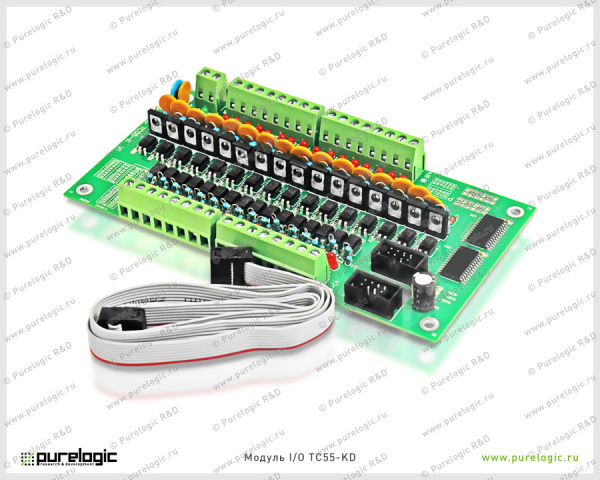 © Purelogic R&D
www.purelogic.ru
purelogic
research & development
Модуль I/O TC55-KD
www.purelogic.ru